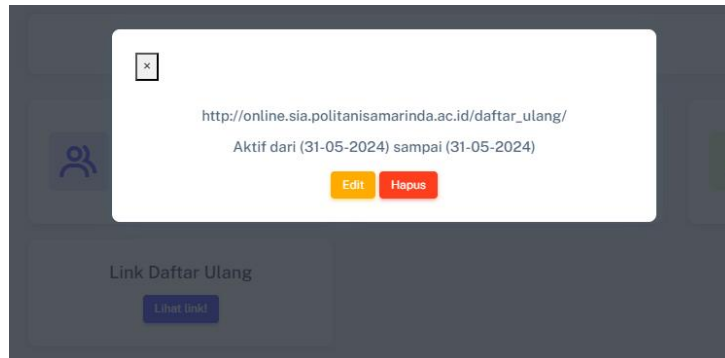 ×
http://online.sia.politanisamarinda.ac.id/daftar_ulang/
Aktif dari (31-05-2024) sampai (31-05-2024)
Edit Hapus
Link Daftar Ulang
Lihat link!